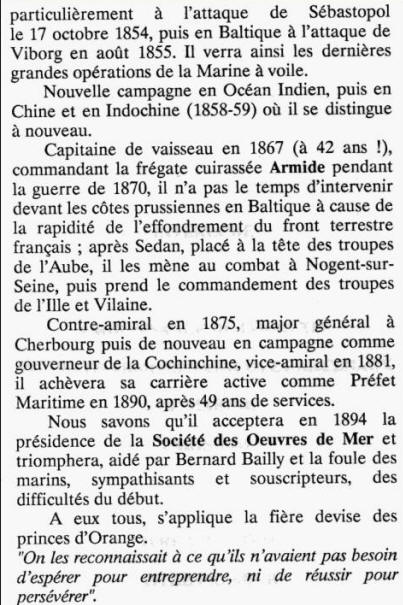 particulièrement à l'attaque de Sébastopol
le 17 octobre 1854, puis en Baltique à l'attaque de
Viborg en août 1855. Il verra ainsi les dernières
grandes opérations de la Marine à voile.
Nouvelle campagne en Océan Indien, puis en
Chine et en Indochine (1858-59) où il se distingue
à nouveau.
Capitaine de vaisseau en 1867 (à 42 ans !),
commandant la frégate cuirassée Armide pendant
la guerre de 1870, il n'a pas le temps d'intervenir
devant les côtes prussiennes en Baltique à cause de
la rapidité de l'effondrement du front terrestre
français ; après Sedan, placé à la tête des troupes
de l'Aube, il les mène au combat à Nogent-sur-
Seine, puis prend le commandement des troupes
de l'Ille et Vilaine.
Contre-amiral en 1875, major général à
Cherbourg puis de nouveau en campagne comme
gouverneur de la Cochinchine, vice-amiral en 1881,
il achèvera sa carrière active comme Préfet
Maritime en 1890, après 49 ans de services.
Nous savons qu'il acceptera en 1894 la
présidence de la Société des Oeuvres de Mer et
triomphera, aidé par Bernard Bailly et la foule des
marins, sympathisants et souscripteurs, des
difficultés du début.
A eux tous, s'applique la fière devise des
princes d'Orange.
"On les reconnaissait à ce qu'ils n'avaient pas besoin
d'espérer pour entreprendre, ni de réussir pour
persévérer".